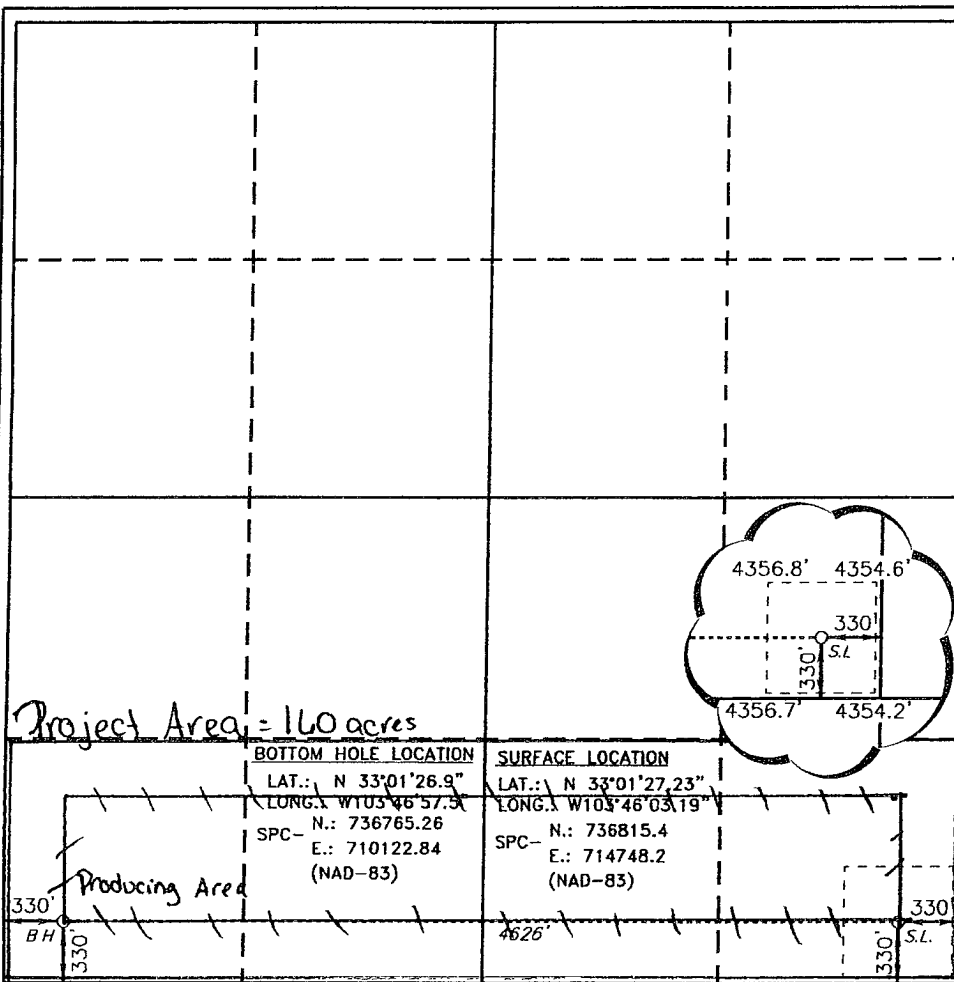 4356.8' 4354.6'
330'
S.L
330'
4356.7' 4354.2'
Project Area = 160 acres
BOTTOM HOLE LOCATION
LAT.: N 33°01'26.9"
LONG.: W103°46'57.5"
SPC- N.: 736765.26
E.: 710122.84
(NAD-83)
SURFACE LOCATION
LAT.: N 33°01'27.23"
LONG.: W103°46'03.19"
SPC- N.: 736815.4
E.: 714748.2
(NAD-83)
Producing Area
330'
B H
330'
4626'
330'
S.L.
330'